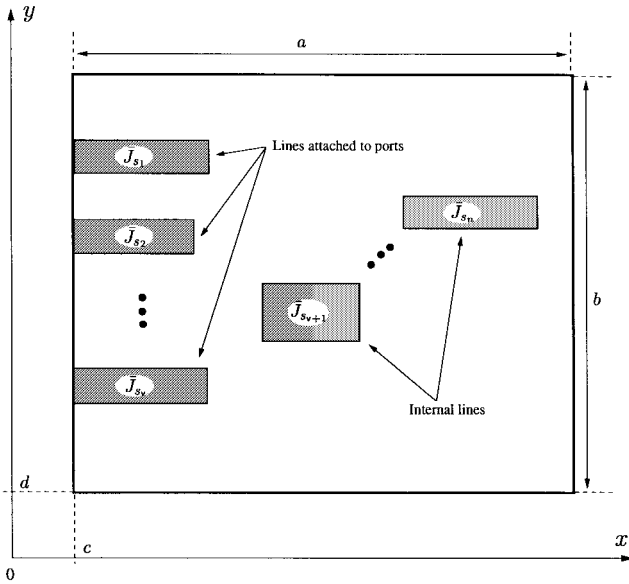 y
a
J̄s₁
Lines attached to ports
J̄s₂
J̄sₙ
J̄sᵥ₊₁
b
J̄sᵥ
Internal lines
d
x
c
0